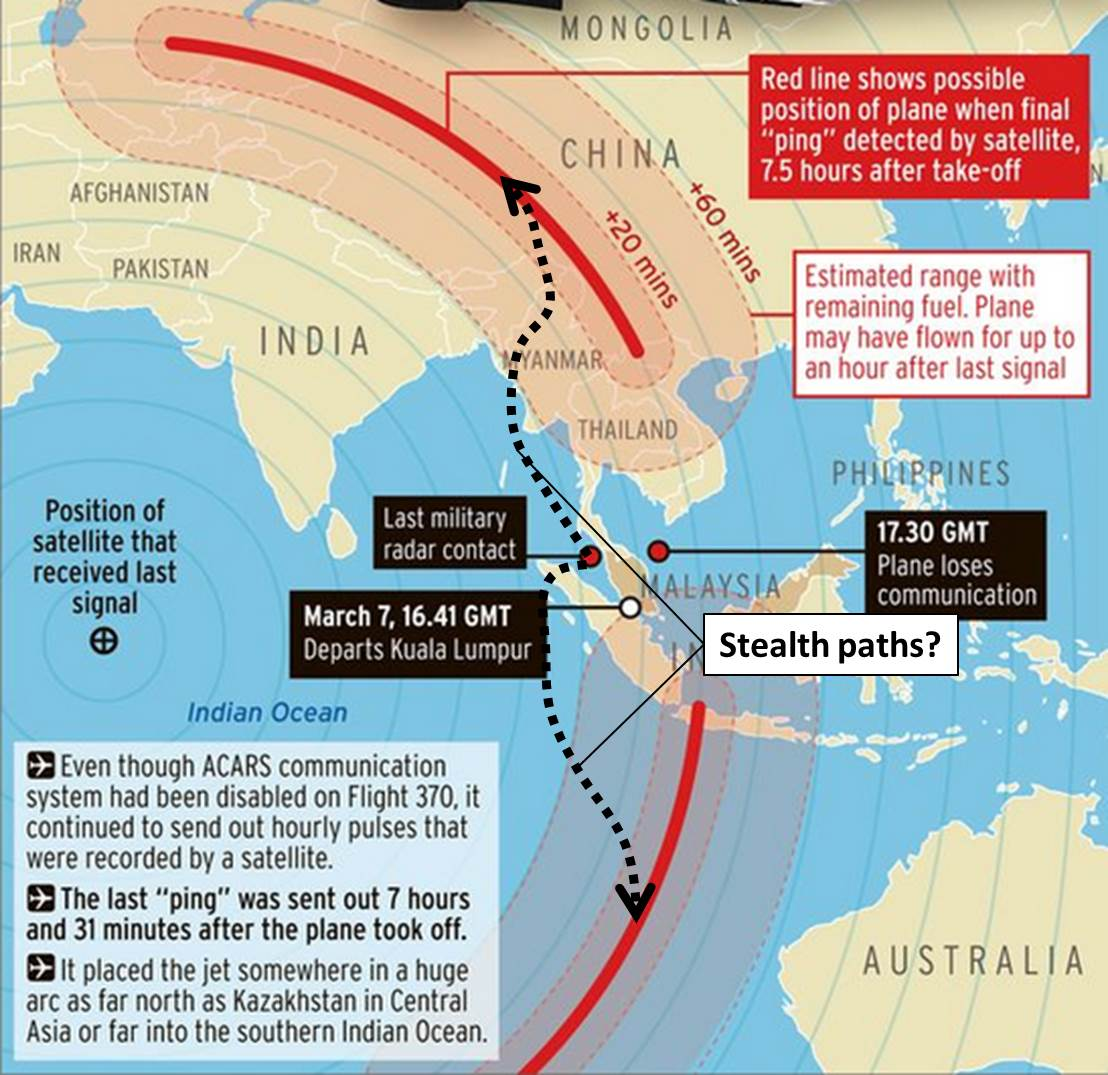 MONGOLIA
Red line shows possible
position of plane when final
“ping” detected by satellite,
7.5 hours after take-off
CHINA
+60 mins
+20 mins
AFGHANISTAN
IRAN
PAKISTAN
Estimated range with
remaining fuel. Plane
may have flown for up to
an hour after last signal
INDIA
MYANMAR
THAILAND
PHILIPPINES
Position of
satellite that
received last
signal
Last military
radar contact
17.30 GMT
Plane loses
communication
MALAYSIA
March 7, 16.41 GMT
Departs Kuala Lumpur
Stealth paths?
IN
Indian Ocean
Even though ACARS communication
system had been disabled on Flight 370, it
continued to send out hourly pulses that
were recorded by a satellite.
The last “ping” was sent out 7 hours
and 31 minutes after the plane took off.
It placed the jet somewhere in a huge
arc as far north as Kazakhstan in Central
Asia or far into the southern Indian Ocean.
AUSTRALIA